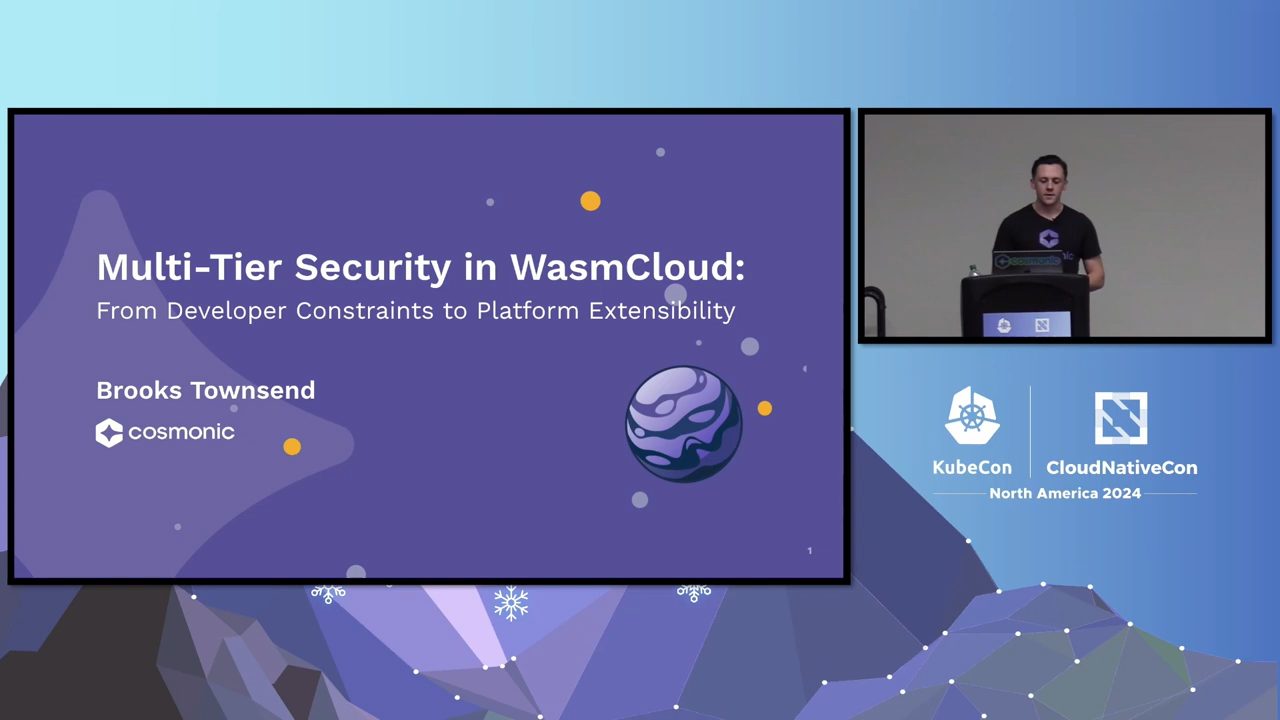 Multi-Tier Security in WasmCloud:
From Developer Constraints to Platform Extensibility
Brooks Townsend
cosmonic
1
cosmonic
KubeCon
CloudNativeCon
North America 2024